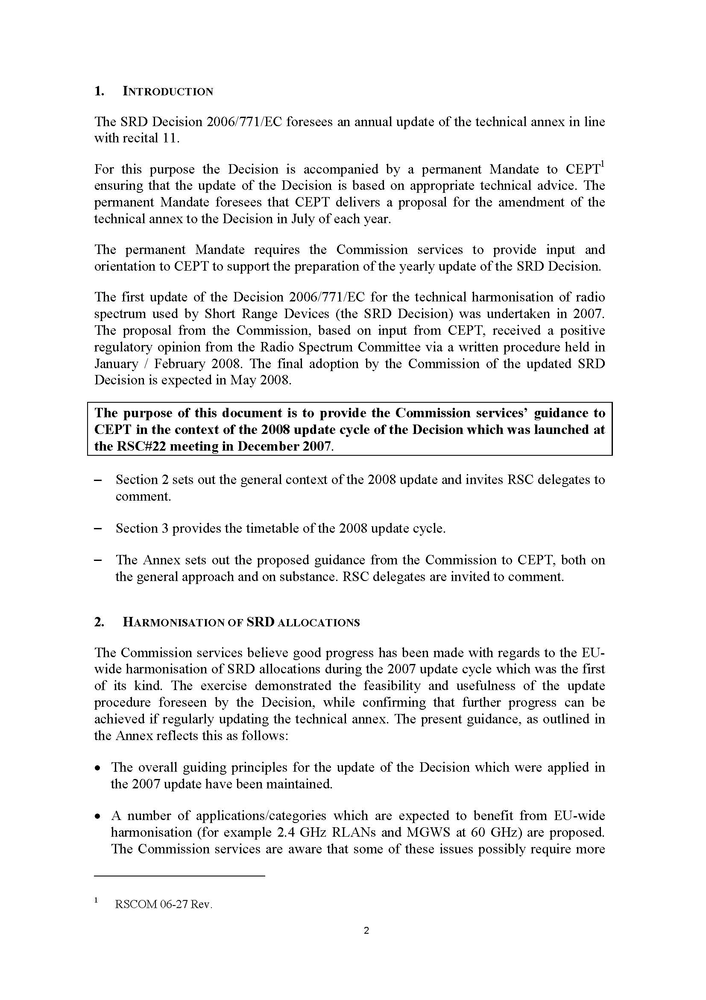 1. INTRODUCTION
The SRD Decision 2006/771/EC foresees an annual update of the technical annex in line
with recital 11.
For this purpose the Decision is accompanied by a permanent Mandate to CEPT1
ensuring that the update of the Decision is based on appropriate technical advice. The
permanent Mandate foresees that CEPT delivers a proposal for the amendment of the
technical annex to the Decision in July of each year.
The permanent Mandate requires the Commission services to provide input and
orientation to CEPT to support the preparation of the yearly update of the SRD Decision.
The first update of the Decision 2006/771/EC for the technical harmonisation of radio
spectrum used by Short Range Devices (the SRD Decision) was undertaken in 2007.
The proposal from the Commission, based on input from CEPT, received a positive
regulatory opinion from the Radio Spectrum Committee via a written procedure held in
January / February 2008. The final adoption by the Commission of the updated SRD
Decision is expected in May 2008.
The purpose of this document is to provide the Commission services’ guidance to
CEPT in the context of the 2008 update cycle of the Decision which was launched at
the RSC#22 meeting in December 2007.
– Section 2 sets out the general context of the 2008 update and invites RSC delegates to
comment.
– Section 3 provides the timetable of the 2008 update cycle.
– The Annex sets out the proposed guidance from the Commission to CEPT, both on
the general approach and on substance. RSC delegates are invited to comment.
2. HARMONISATION OF SRD ALLOCATIONS
The Commission services believe good progress has been made with regards to the EU-
wide harmonisation of SRD allocations during the 2007 update cycle which was the first
of its kind. The exercise demonstrated the feasibility and usefulness of the update
procedure foreseen by the Decision, while confirming that further progress can be
achieved if regularly updating the technical annex. The present guidance, as outlined in
the Annex reflects this as follows:
• The overall guiding principles for the update of the Decision which were applied in
the 2007 update have been maintained.
• A number of applications/categories which are expected to benefit from EU-wide
harmonisation (for example 2.4 GHz RLANs and MGWS at 60 GHz) are proposed.
The Commission services are aware that some of these issues possibly require more
1 RSCOM 06-27 Rev.
2